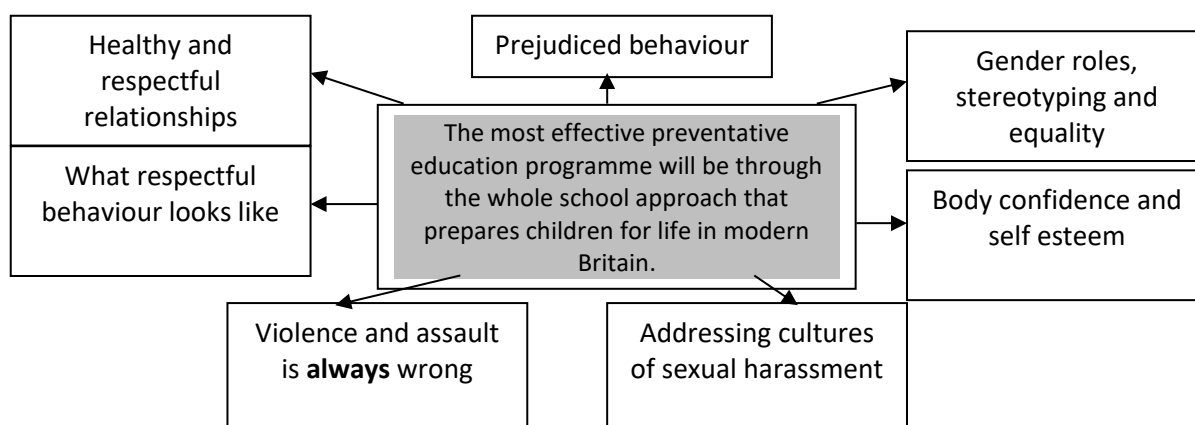 Healthy and
respectful
relationships
Prejudiced behaviour
Gender roles,
stereotyping and
equality
The most effective preventative
education programme will be through
the whole school approach that
prepares children for life in modern
Britain.
What respectful
behaviour looks like
Body confidence and
self esteem
Violence and assault
is always wrong
Addressing cultures
of sexual harassment